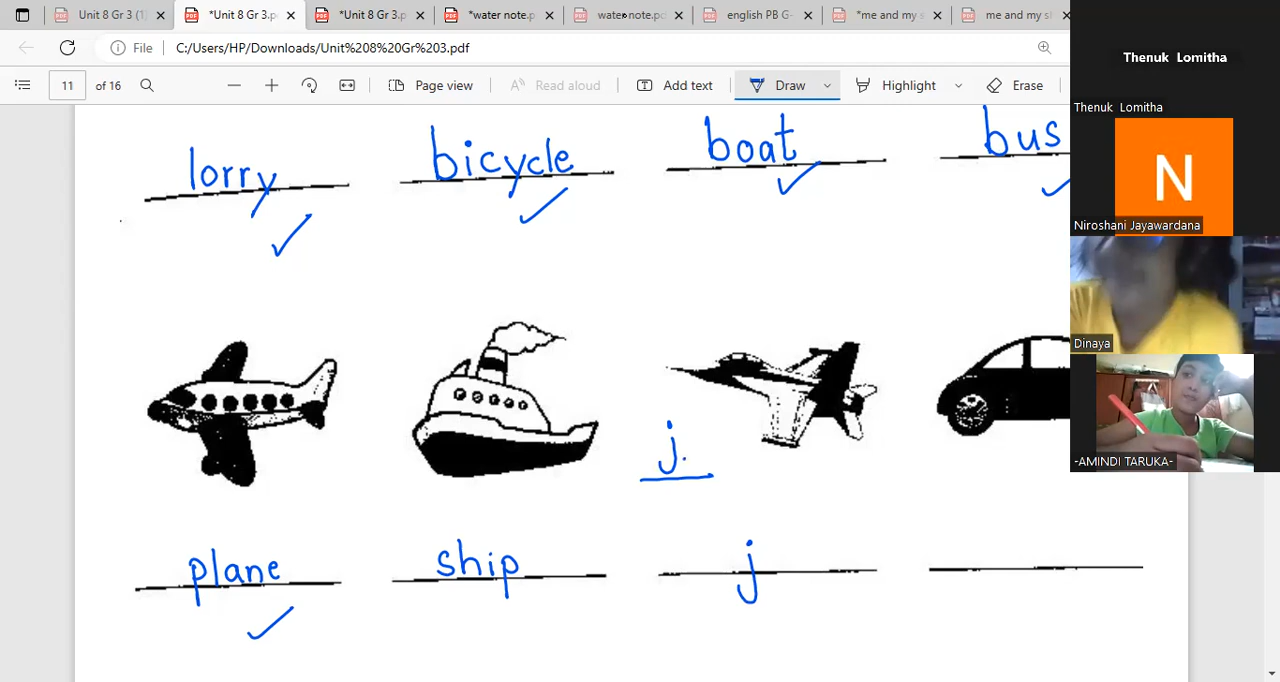 Unit 8 Gr 3 (1)
*Unit 8 Gr 3.p
*Unit 8 Gr 3.p
*water note.p
water note.pd
english PB G-
*me and my s
me and my sl
File
C:/Users/HP/Downloads/Unit%208%20Gr%203.pdf
11 of 16
Page view
Read aloud
Add text
Draw
Highlight
Erase
Thenuk Lomitha
Thenuk Lomitha
N
Niroshani Jayawardana
Dinaya
-AMINDI TARUKA-
lorry
bicycle
boat
bus
j.
plane
ship
j